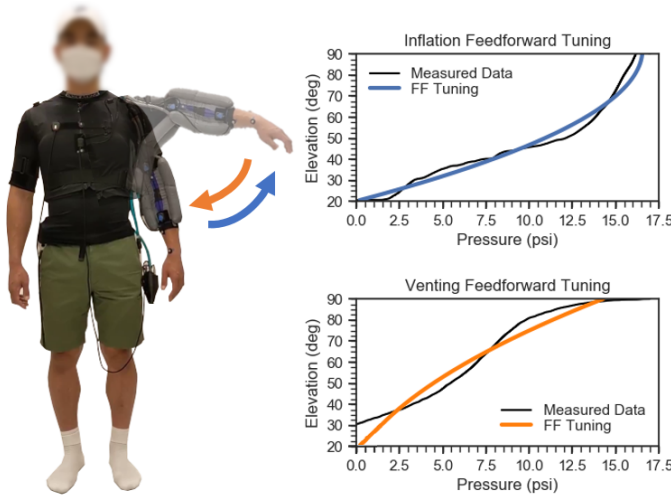 Inflation Feedforward Tuning
Measured Data
FF Tuning
Elevation (deg)
90
80
70
60
50
40
30
20
0.0 2.5 5.0 7.5 10.0 12.5 15.0 17.5
Pressure (psi)
Venting Feedforward Tuning
Elevation (deg)
90
80
70
60
50
40
30
20
Measured Data
FF Tuning
0.0 2.5 5.0 7.5 10.0 12.5 15.0 17.5
Pressure (psi)